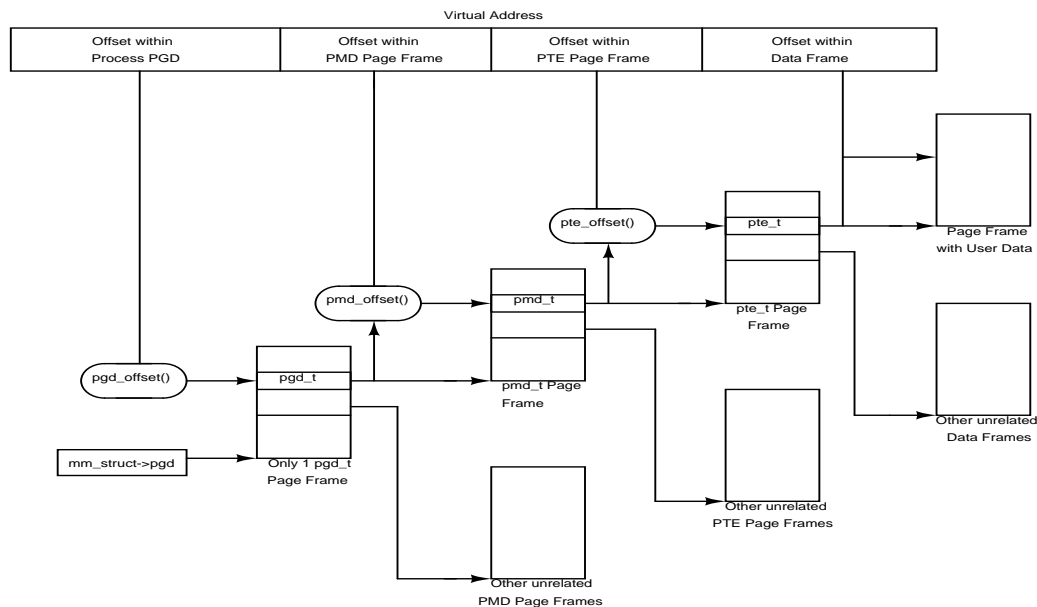 Virtual Address
Offset within
Process PGD
Offset within
PMD Page Frame
Offset within
PTE Page Frame
Offset within
Data Frame
pte_offset()
pte_t
Page Frame
with User Data
pmd_offset()
pmd_t
pte_t Page
Frame
pgd_offset()
pgd_t
pmd_t Page
Frame
Other unrelated
Data Frames
mm_struct->pgd
Only 1 pgd_t
Page Frame
Other unrelated
PTE Page Frames
Other unrelated
PMD Page Frames